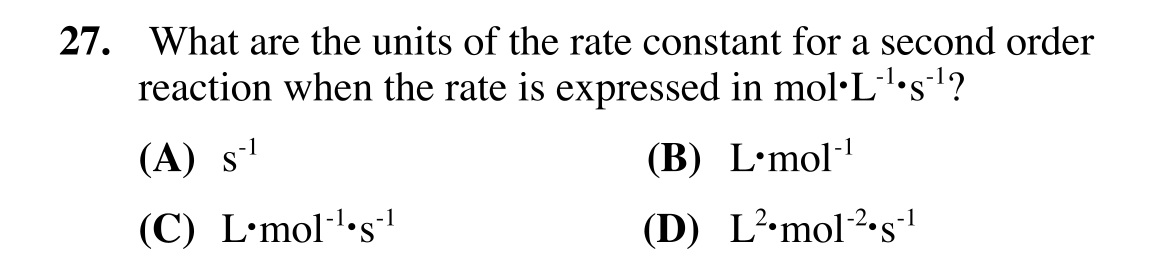 27. What are the units of the rate constant for a second order
reaction when the rate is expressed in mol•L⁻¹•s⁻¹?
(A) s⁻¹ (B) L•mol⁻¹
(C) L•mol⁻¹•s⁻¹ (D) L²•mol⁻²•s⁻¹